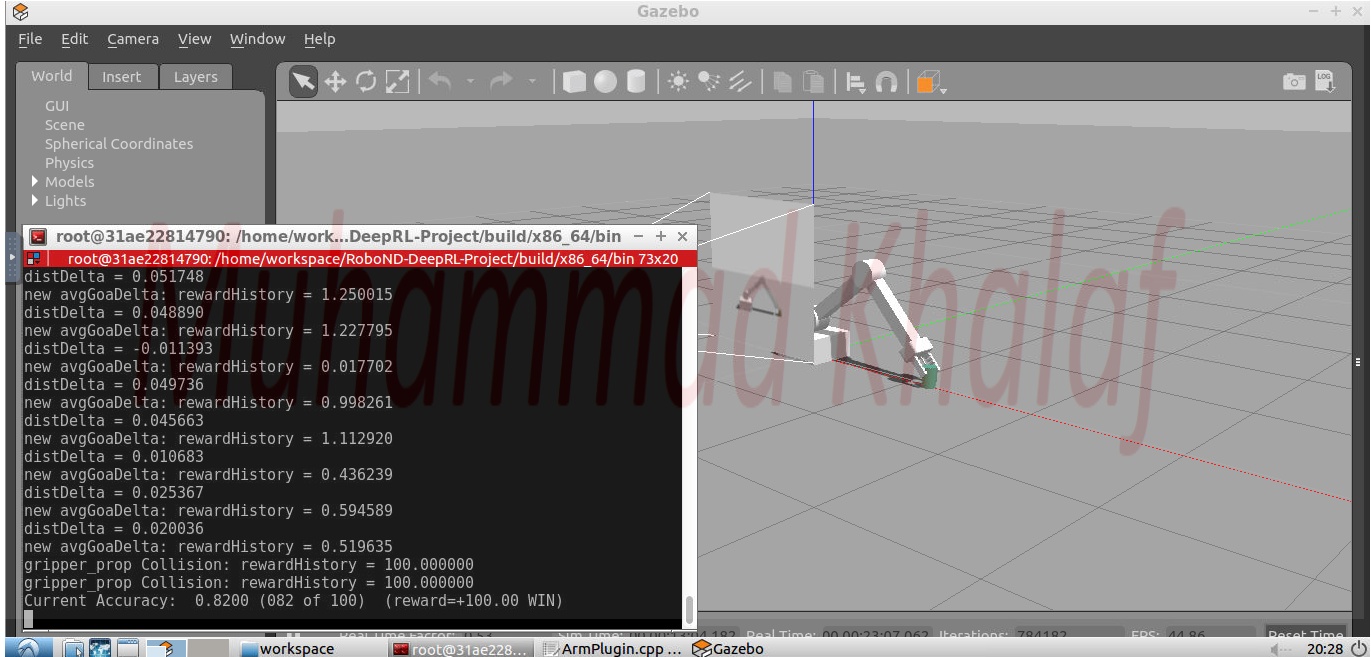 Gazebo
File Edit Camera View Window Help
World Insert Layers
GUI
Scene
Spherical Coordinates
Physics
Models
Lights
LOG
Muhammad Khalaf
root@31ae22814790: /home/work...DeepRL-Project/build/x86_64/bin
root@31ae22814790: /home/workspace/RoboND-DeepRL-Project/build/x86_64/bin 73x20
distDelta = 0.051748
new avgGoaDelta: rewardHistory = 1.250015
distDelta = 0.048890
new avgGoaDelta: rewardHistory = 1.227795
distDelta = -0.011393
new avgGoaDelta: rewardHistory = 0.017702
distDelta = 0.049736
new avgGoaDelta: rewardHistory = 0.998261
distDelta = 0.045663
new avgGoaDelta: rewardHistory = 1.112920
distDelta = 0.010683
new avgGoaDelta: rewardHistory = 0.436239
distDelta = 0.025367
new avgGoaDelta: rewardHistory = 0.594589
distDelta = 0.020036
new avgGoaDelta: rewardHistory = 0.519635
gripper_prop Collision: rewardHistory = 100.000000
gripper_prop Collision: rewardHistory = 100.000000
Current Accuracy:  0.8200 (082 of 100)  (reward=+100.00 WIN)
Real Time Factor: 0.53 Sim Time: 00:00:13:04.182 Real Time: 00:00:23:07.062 Iterations: 784182 FPS: 44.86 Reset Time
workspace root@31ae228... ArmPlugin.cpp ... Gazebo 20:28